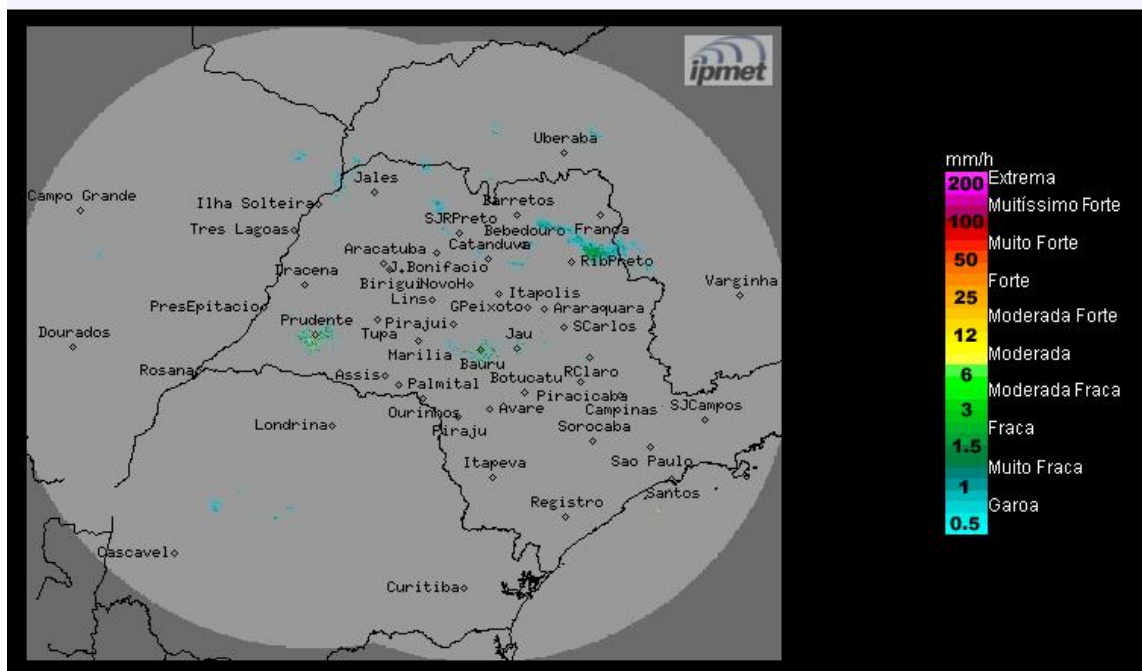 ipmet
Uberaba
Campo Grande
Jales
Ilha Solteira
Barretos
SJRPreto
Franca
Tres Lagoas
Bebedouro
Aracatuba
Catanduva
Dracena
J.Bonifacio
RibPreto
Birigui
NovoH
Varginha
Lins
Itapolis
PresEpitacio
GPeixoto
Araraquara
Prudente
Pirajui
SCarlos
Dourados
Tupa
Jau
Marilia
Bauru
Rosana
Assis
RClaro
Botucatu
Palmital
Piracicaba
Ourinhos
Avare
Campinas
SJCampos
Londrina
Piraju
Sorocaba
Itapeva
Sao Paulo
Santos
Registro
Cascavel
Curitiba
mm/h
200 Extrema
Muitíssimo Forte
100
Muito Forte
50
Forte
25
Moderada Forte
12
Moderada
6
Moderada Fraca
3
Fraca
1.5
Muito Fraca
1
Garoa
0.5